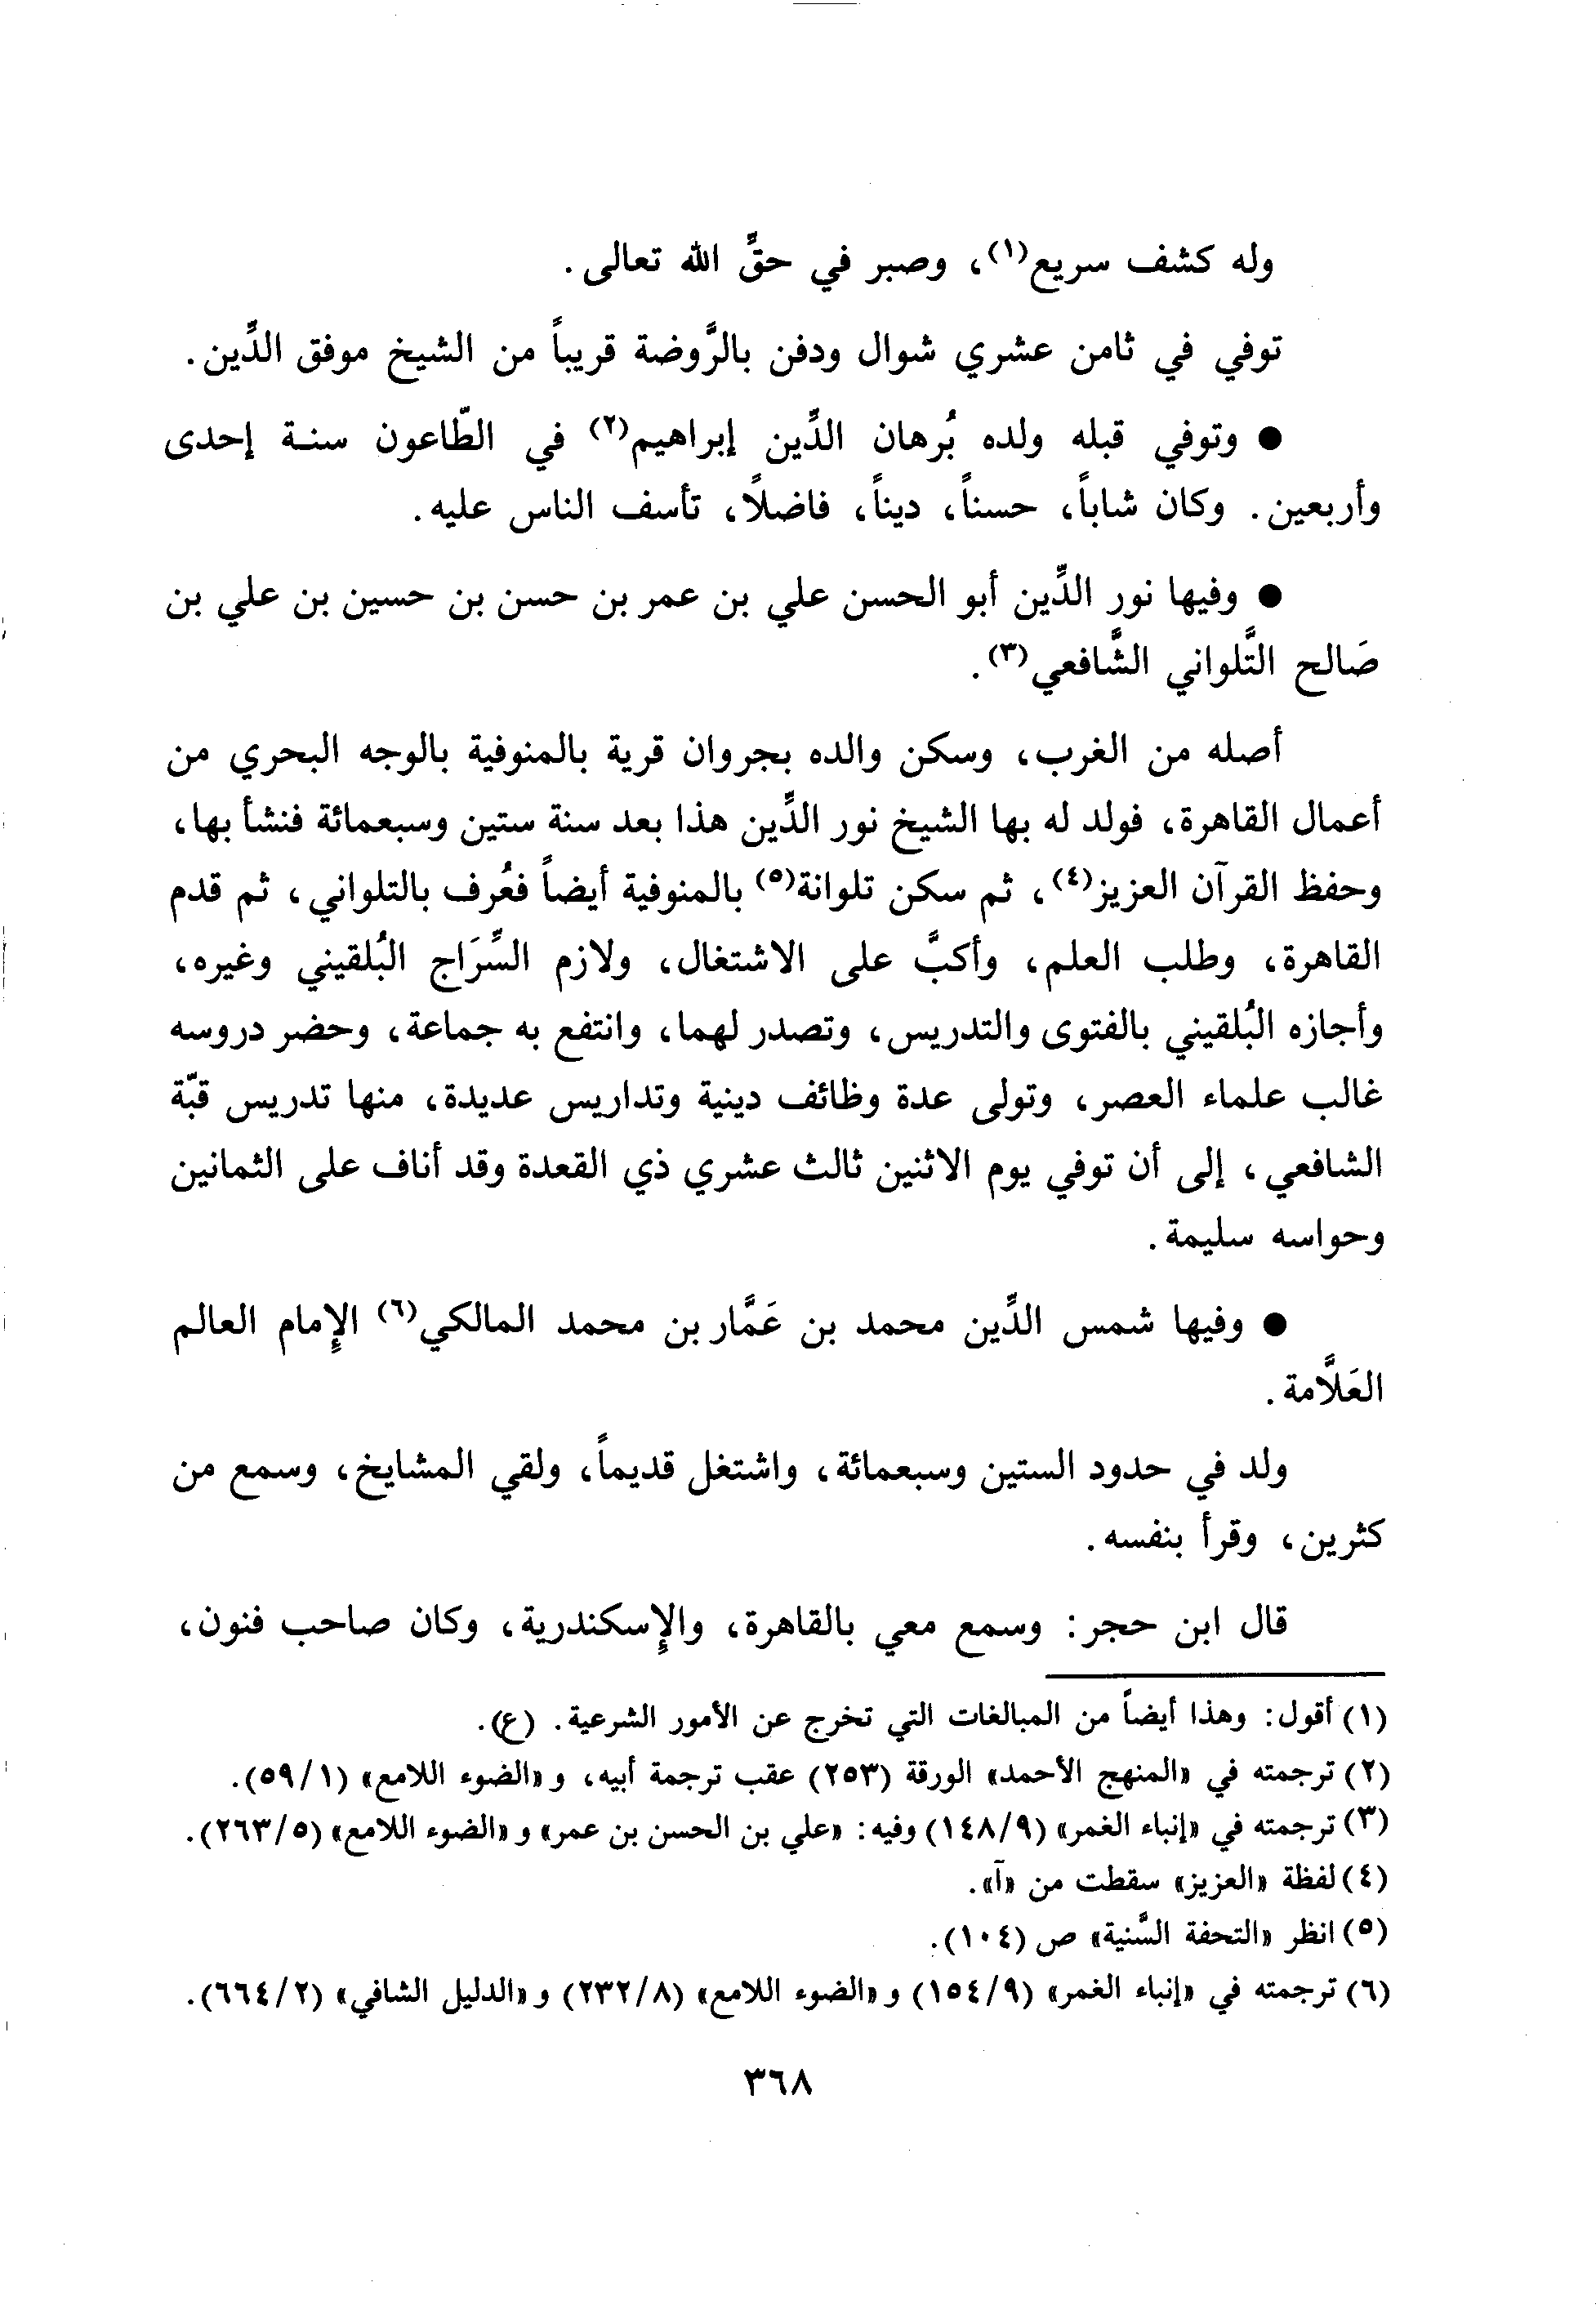 وله كشف سريع(١)، وصبر في حقِّ الله تعالى.
توفي في ثامن عشري شوال ودفن بالرَّوضة قريباً من الشيخ موفق الدِّين.
● وتوفي قبله ولده بُرهان الدِّين إبراهيم(٢) في الطّاعون سنة إحدى
وأربعين. وكان شاباً، حسناً، ديناً، فاضلاً، تأسف الناس عليه.
● وفيها نور الدِّين أبو الحسن علي بن عمر بن حسن بن حسين بن علي بن
صَالح التَّلواني الشَّافعي(٣).
أصله من الغرب، وسكن والده بجروان قرية بالمنوفية بالوجه البحري من
أعمال القاهرة، فولد له بها الشيخ نور الدِّين هذا بعد سنة ستين وسبعمائة فنشأ بها،
وحفظ القرآن العزيز(٤)، ثم سكن تلوانة(٥) بالمنوفية أيضاً فعُرف بالتلواني، ثم قدم
القاهرة، وطلب العلم، وأكبَّ على الاشتغال، ولازم السِّرَاج البُلقيني وغيره،
وأجازه البُلقيني بالفتوى والتدريس، وتصدر لهما، وانتفع به جماعة، وحضر دروسه
غالب علماء العصر، وتولى عدة وظائف دينية وتداريس عديدة، منها تدريس قبّة
الشافعي، إلى أن توفي يوم الاثنين ثالث عشري ذي القعدة وقد أناف على الثمانين
وحواسه سليمة.
● وفيها شمس الدِّين محمد بن عَمَّار بن محمد المالكي(٦) الإِمام العالم
العَلاَّمة.
ولد في حدود الستين وسبعمائة، واشتغل قديماً، ولقي المشايخ، وسمع من
كثرين، وقرأ بنفسه.
قال ابن حجر: وسمع معي بالقاهرة، والإِسكندرية، وكان صاحب فنون،
(١) أقول: وهذا أيضاً من المبالغات التي تخرج عن الأمور الشرعية. (ع).
(٢) ترجمته في «المنهج الأحمد» الورقة (٢٥٣) عقب ترجمة أبيه، و«الضوء اللامع» (١/٥٩).
(٣) ترجمته في «إنباء الغمر» (٩/١٤٨) وفيه: «علي بن الحسن بن عمر» و«الضوء اللامع» (٥/٢٦٣).
(٤) لفظة «العزيز» سقطت من «آ».
(٥) انظر «التحفة السَّنية» ص (١٠٤).
(٦) ترجمته في «إنباء الغمر» (٩/١٥٤) و«الضوء اللامع» (٨/٢٣٢) و«الدليل الشافي» (٢/٦٦٤).
٣٦٨